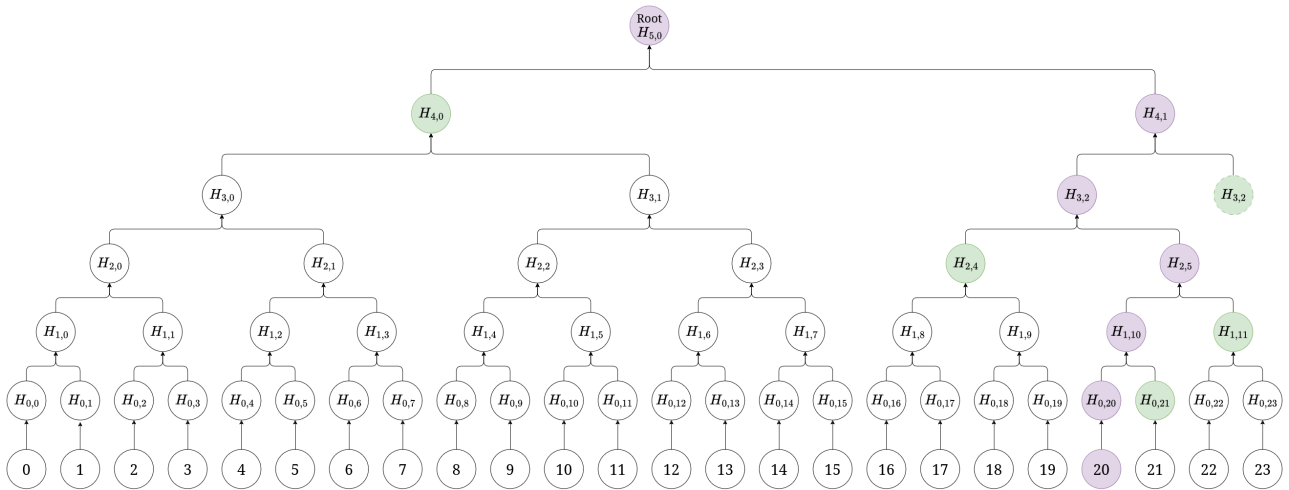 Root
H5,0
H4,0 H4,1
H3,0 H3,1 H3,2 H3,2
H2,0 H2,1 H2,2 H2,3 H2,4 H2,5
H1,0 H1,1 H1,2 H1,3 H1,4 H1,5 H1,6 H1,7 H1,8 H1,9 H1,10 H1,11
H0,0 H0,1 H0,2 H0,3 H0,4 H0,5 H0,6 H0,7 H0,8 H0,9 H0,10 H0,11 H0,12 H0,13 H0,14 H0,15 H0,16 H0,17 H0,18 H0,19 H0,20 H0,21 H0,22 H0,23
0 1 2 3 4 5 6 7 8 9 10 11 12 13 14 15 16 17 18 19 20 21 22 23